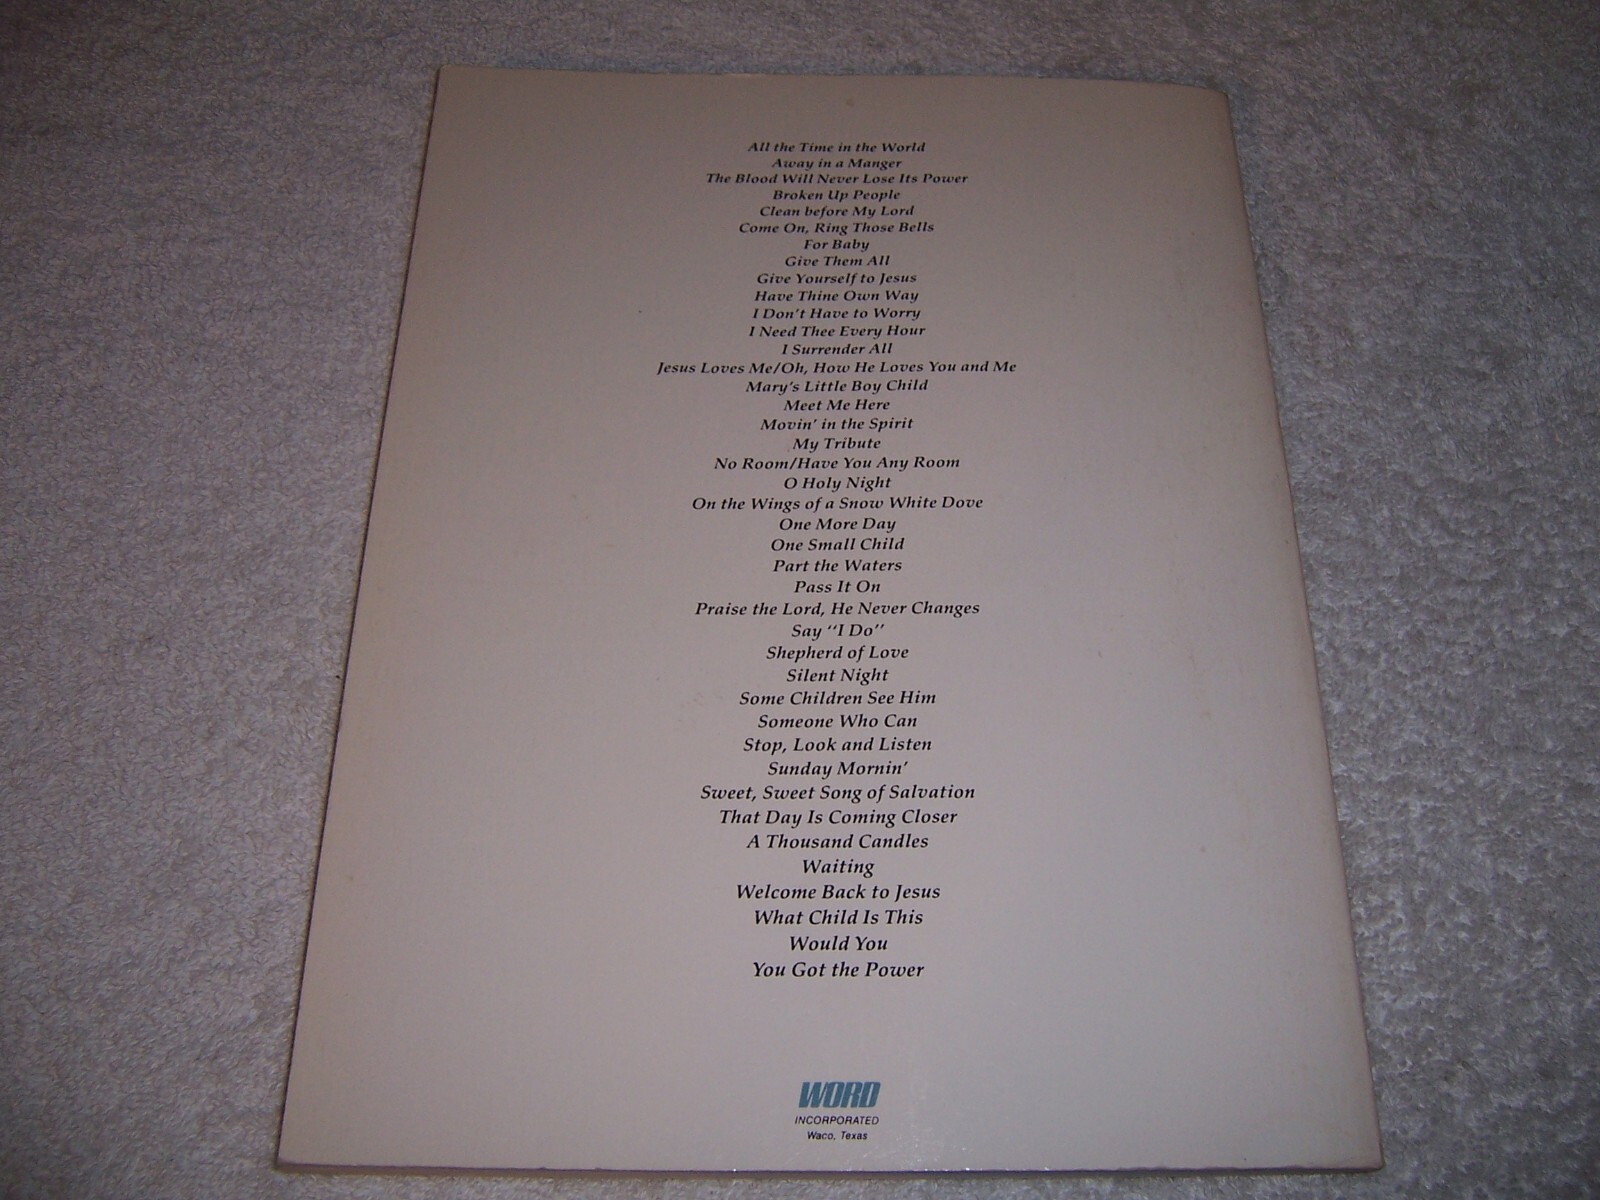 All the Time in the World
Away in a Manger
The Blood Will Never Lose Its Power
Broken Up People
Clean before My Lord
Come On, Ring Those Bells
For Baby
Give Them All
Give Yourself to Jesus
Have Thine Own Way
I Don't Have to Worry
I Need Thee Every Hour
I Surrender All
Jesus Loves Me/Oh, How He Loves You and Me
Mary's Little Boy Child
Meet Me Here
Movin' in the Spirit
My Tribute
No Room/Have You Any Room
O Holy Night
On the Wings of a Snow White Dove
One More Day
One Small Child
Part the Waters
Pass It On
Praise the Lord, He Never Changes
Say ‘‘I Do’’
Shepherd of Love
Silent Night
Some Children See Him
Someone Who Can
Stop, Look and Listen
Sunday Mornin'
Sweet, Sweet Song of Salvation
That Day Is Coming Closer
A Thousand Candles
Waiting
Welcome Back to Jesus
What Child Is This
Would You
You Got the Power
WORD
INCORPORATED
Waco, Texas